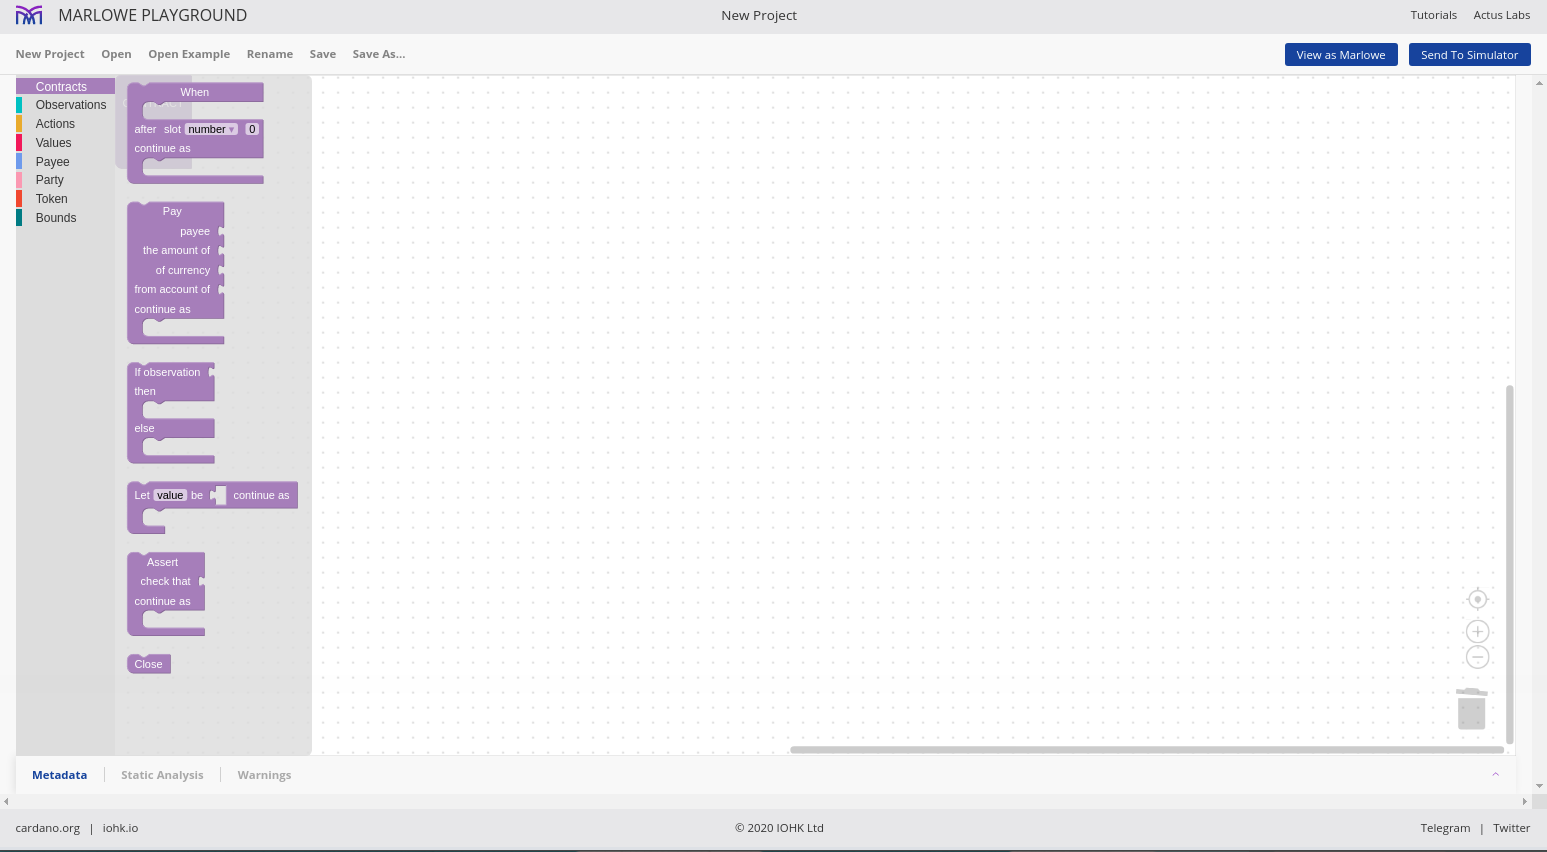 MARLOWE PLAYGROUND
New Project
Tutorials Actus Labs
New Project Open Open Example Rename Save Save As...
View as Marlowe Send To Simulator
Contracts
Observations
Actions
Values
Payee
Party
Token
Bounds
When
after slot number ▾ 0
continue as
Pay
payee
the amount of
of currency
from account of
continue as
If observation
then
else
Let value be continue as
Assert
check that
continue as
Close
Metadata Static Analysis Warnings
cardano.org | iohk.io
© 2020 IOHK Ltd
Telegram | Twitter